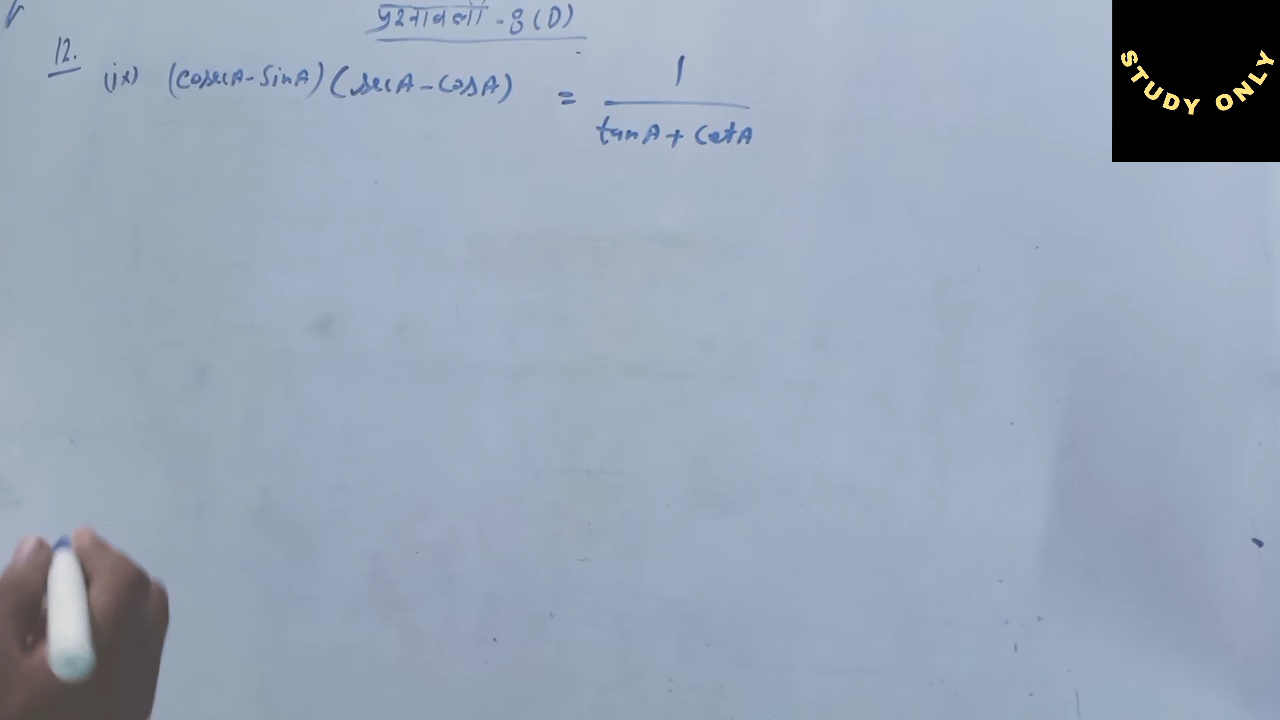 प्रश्नावली - 8 (D)
12. (ix) (cosecA - sinA) (secA - cosA) = 1 / tanA + cotA
STUDY ONLY